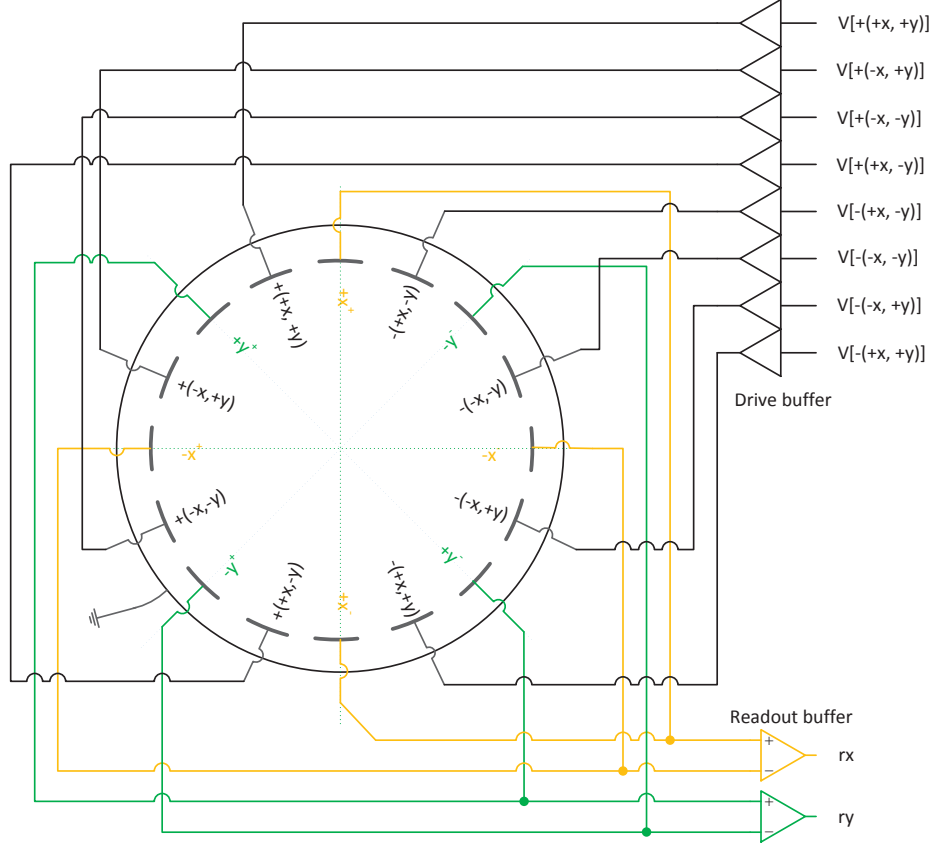 V[+(+x, +y)]
V[+(-x, +y)]
V[+(-x, -y)]
V[+(+x, -y)]
V[-(+x, -y)]
V[-(-x, -y)]
V[-(-x, +y)]
V[-(+x, +y)]
Drive buffer
+x+
+(+x, +y)
-(+x,-y)
+y+
-y-
+(-x,+y)
-(-x,-y)
-x+
-x
+(-x,-y)
-(-x,+y)
-y+
+y-
+(+x,-y)
-(+x,+y)
+x-
Readout buffer
+
−
rx
+
−
ry